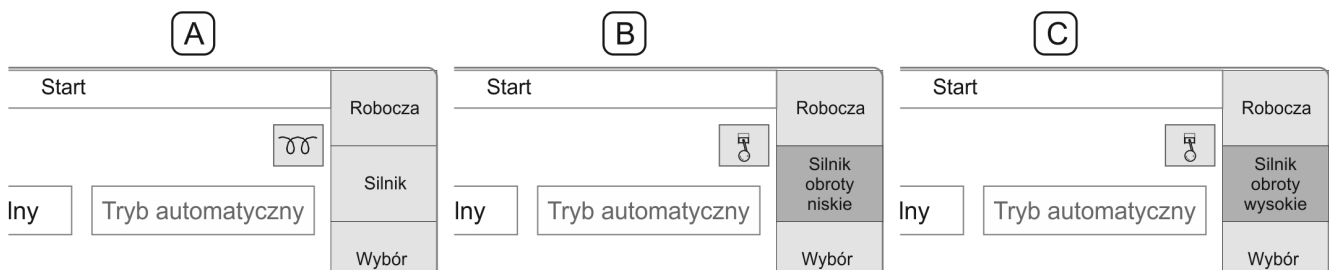 A
Start
Robocza
Silnik
lny
Tryb automatyczny
Wybór
B
Start
Robocza
Silnik
obroty
niskie
lny
Tryb automatyczny
Wybór
C
Start
Robocza
Silnik
obroty
wysokie
lny
Tryb automatyczny
Wybór